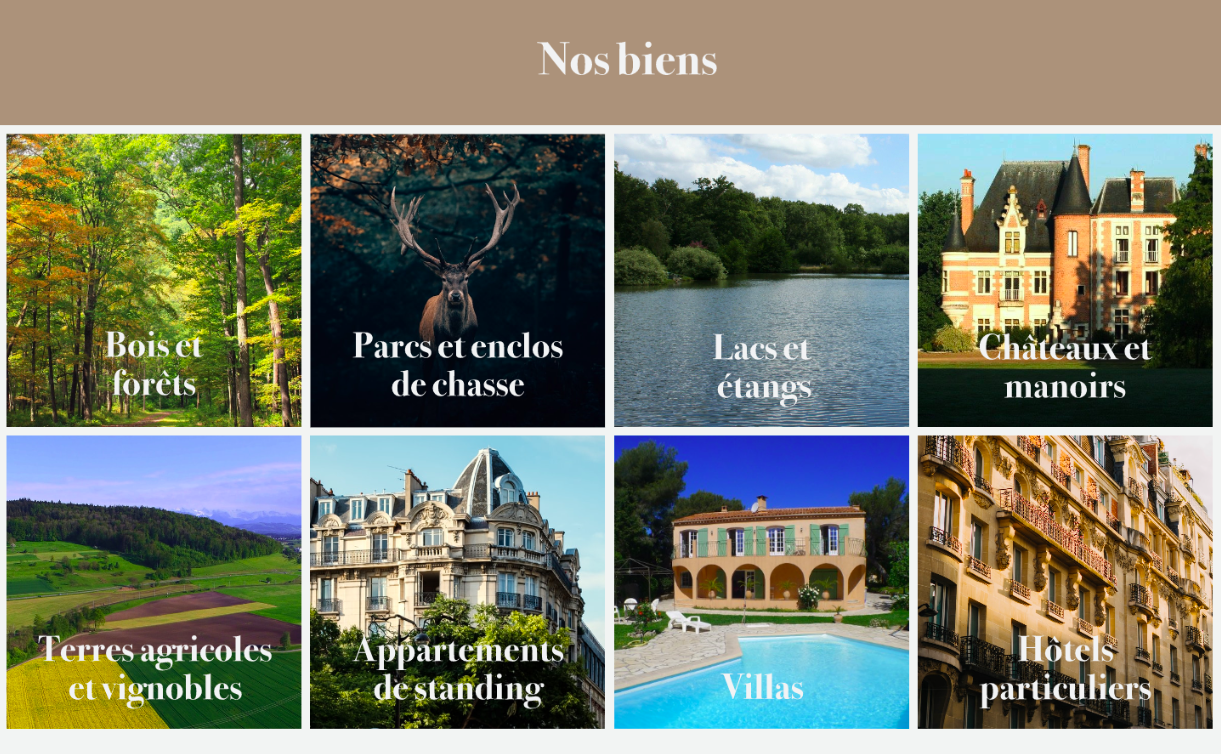 Nos biens
Bois et
forêts
Parcs et enclos
de chasse
Lacs et
étangs
Châteaux et
manoirs
Terres agricoles
et vignobles
Appartements
de standing
Villas
Hôtels
particuliers